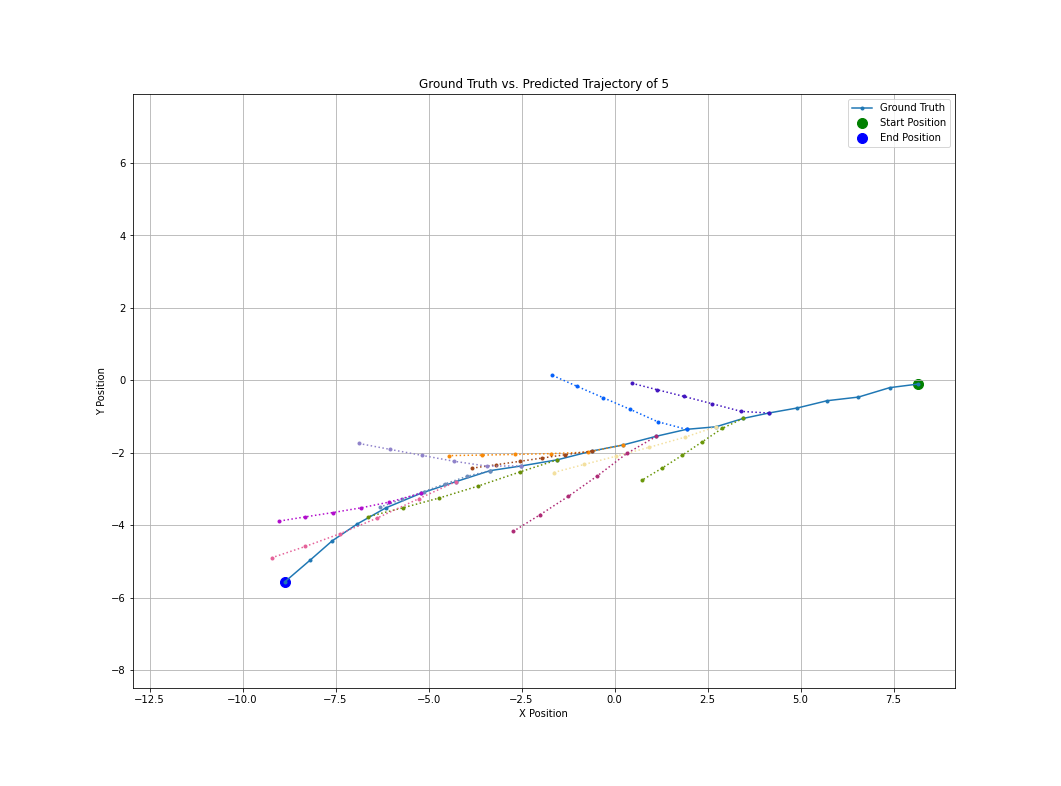 Ground Truth vs. Predicted Trajectory of 5
Ground Truth
Start Position
End Position
6
4
2
0
−2
−4
−6
−8
Y Position
−12.5 −10.0 −7.5 −5.0 −2.5 0.0 2.5 5.0 7.5
X Position